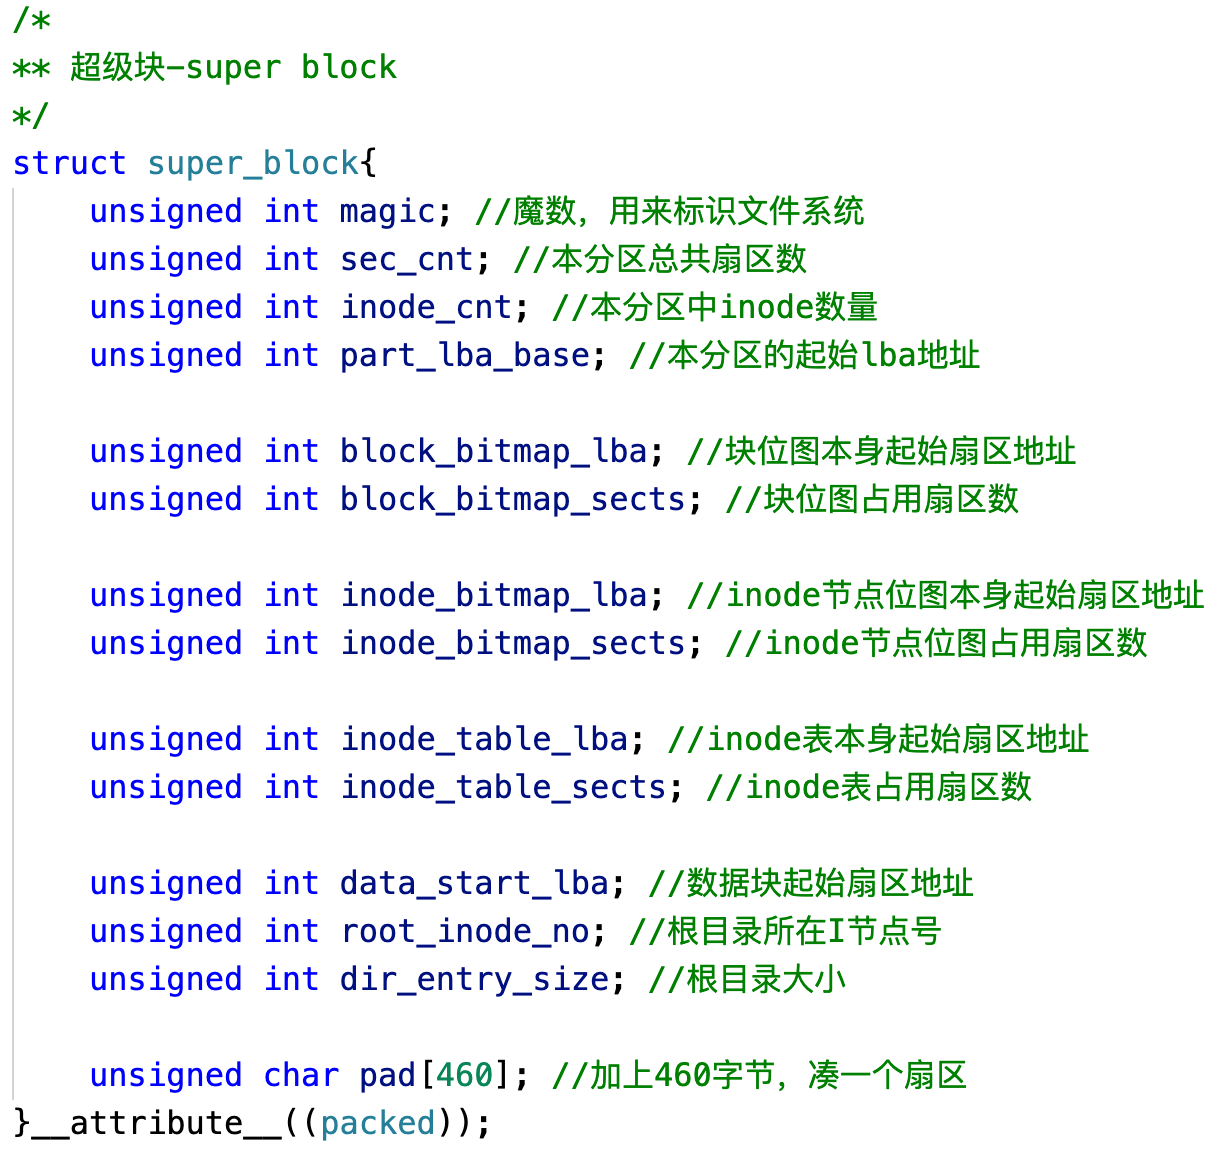 /*
** 超级块-super block
*/
struct super_block{
    unsigned int magic; //魔数，用来标识文件系统
    unsigned int sec_cnt; //本分区总共扇区数
    unsigned int inode_cnt; //本分区中inode数量
    unsigned int part_lba_base; //本分区的起始lba地址

    unsigned int block_bitmap_lba; //块位图本身起始扇区地址
    unsigned int block_bitmap_sects; //块位图占用扇区数

    unsigned int inode_bitmap_lba; //inode节点位图本身起始扇区地址
    unsigned int inode_bitmap_sects; //inode节点位图占用扇区数

    unsigned int inode_table_lba; //inode表本身起始扇区地址
    unsigned int inode_table_sects; //inode表占用扇区数

    unsigned int data_start_lba; //数据块起始扇区地址
    unsigned int root_inode_no; //根目录所在I节点号
    unsigned int dir_entry_size; //根目录大小

    unsigned char pad[460]; //加上460字节，凑一个扇区
}__attribute__((packed));